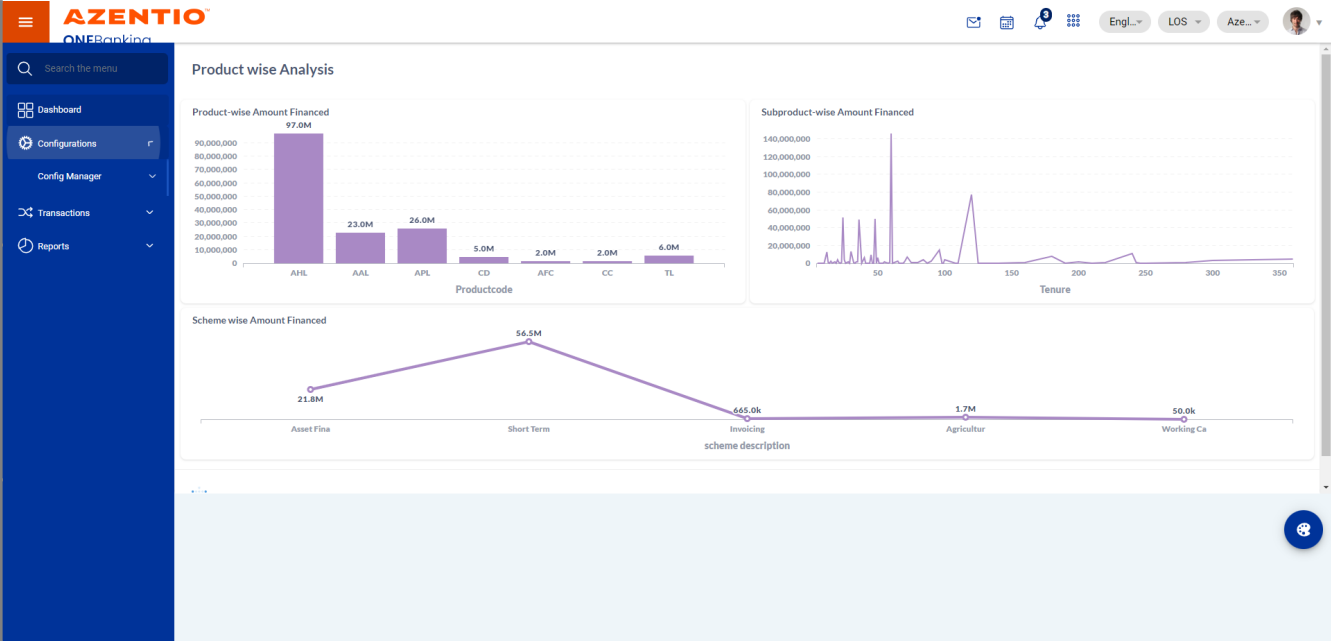 AZENTIO
ONEBanking
3
Engl...
LOS
Aze...
Search the menu
Dashboard
Configurations
Config Manager
Transactions
Reports
Product wise Analysis
Product-wise Amount Financed
97.0M
90,000,000
80,000,000
70,000,000
60,000,000
50,000,000
40,000,000
30,000,000
20,000,000
10,000,000
0
23.0M
26.0M
5.0M
2.0M
2.0M
6.0M
AHL AAL APL CD AFC CC TL
Productcode
Subproduct-wise Amount Financed
140,000,000
120,000,000
100,000,000
80,000,000
60,000,000
40,000,000
20,000,000
0
50 100 150 200 250 300 350
Tenure
Scheme wise Amount Financed
56.5M
21.8M
665.0k
1.7M
50.0k
Asset Fina Short Term Invoicing Agricultur Working Ca
scheme description